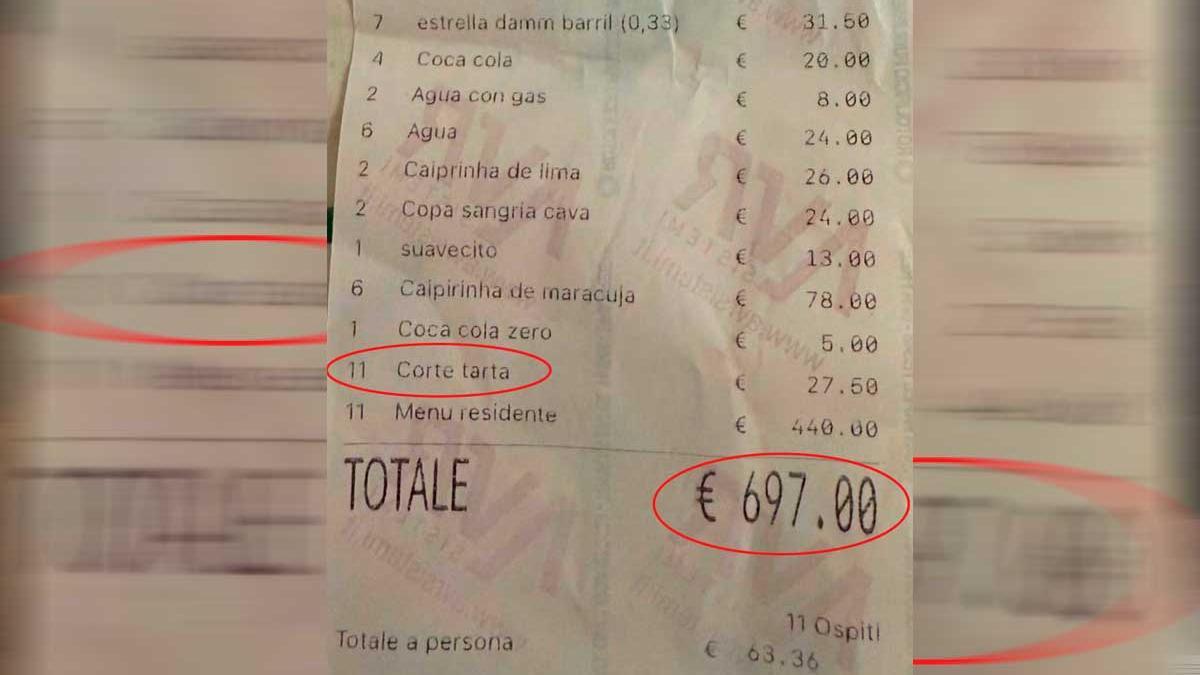 7 estrella damm barril (0,33) € 31.50
4 Coca cola € 20.00
2 Agua con gas € 8.00
6 Agua € 24.00
2 Caiprinha de lima € 26.00
2 Copa sangria cava € 24.00
1 suavecito € 13.00
6 Caipirinha de maracuja € 78.00
1 Coca cola zero € 5.00
11 Corte tarta € 27.50
11 Menu residente € 440.00
TOTALE € 697.00
11 Ospiti
Totale a persona € 63.36